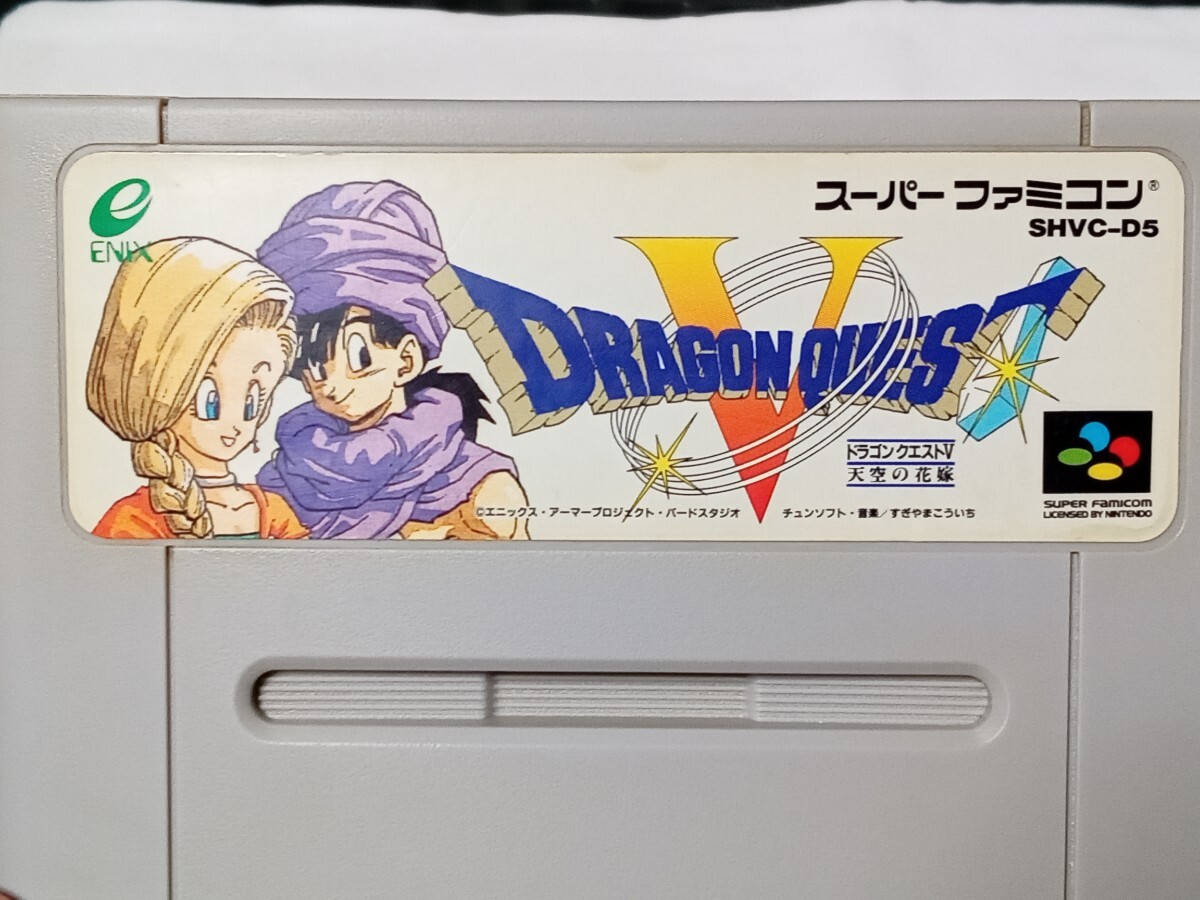 ENIX
スーパーファミコン®
SHVC-D5
DRAGON QUEST
V
ドラゴンクエストV
天空の花嫁
©エニックス・アーマープロジェクト・バードスタジオ チュンソフト・音楽/すぎやまこういち
SUPER FAMICOM
LICENSED BY NINTENDO